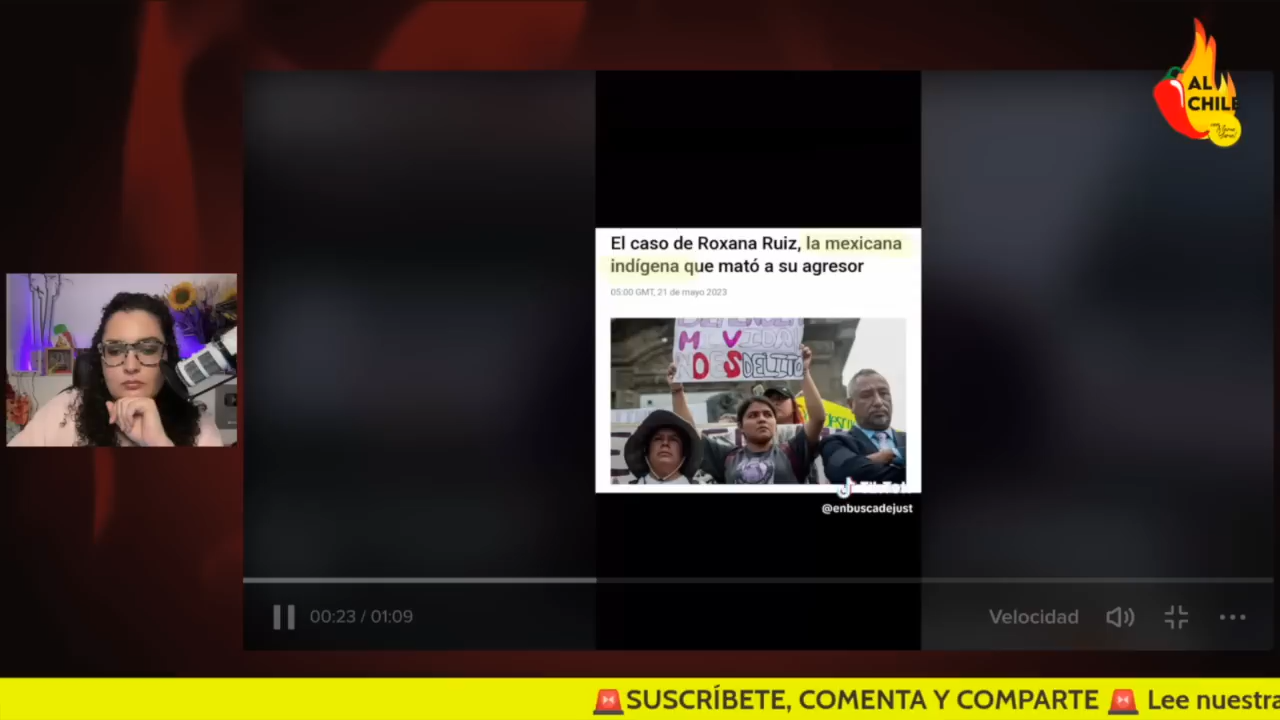 AL
CHILE
El caso de Roxana Ruiz, la mexicana
indígena que mató a su agresor
05:00 GMT, 21 de mayo 2023
MI VIDA
NO ES DELITO
@enbuscadejust
00:23 / 01:09
Velocidad
🚨SUSCRÍBETE, COMENTA Y COMPARTE 🚨 Lee nuestra